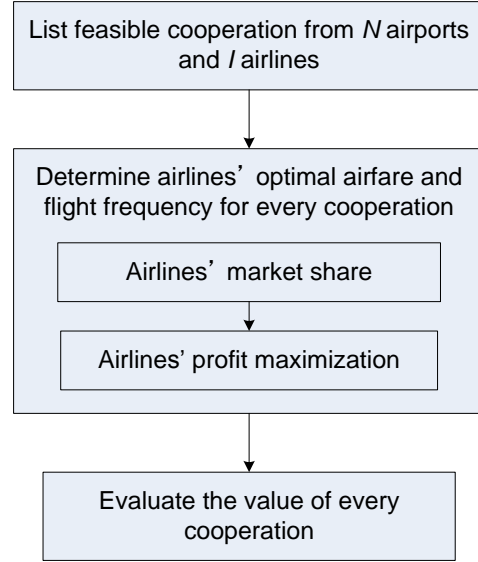 List feasible cooperation from N airports
and I airlines
Determine airlines’ optimal airfare and
flight frequency for every cooperation
Airlines’ market share
Airlines’ profit maximization
Evaluate the value of every
cooperation